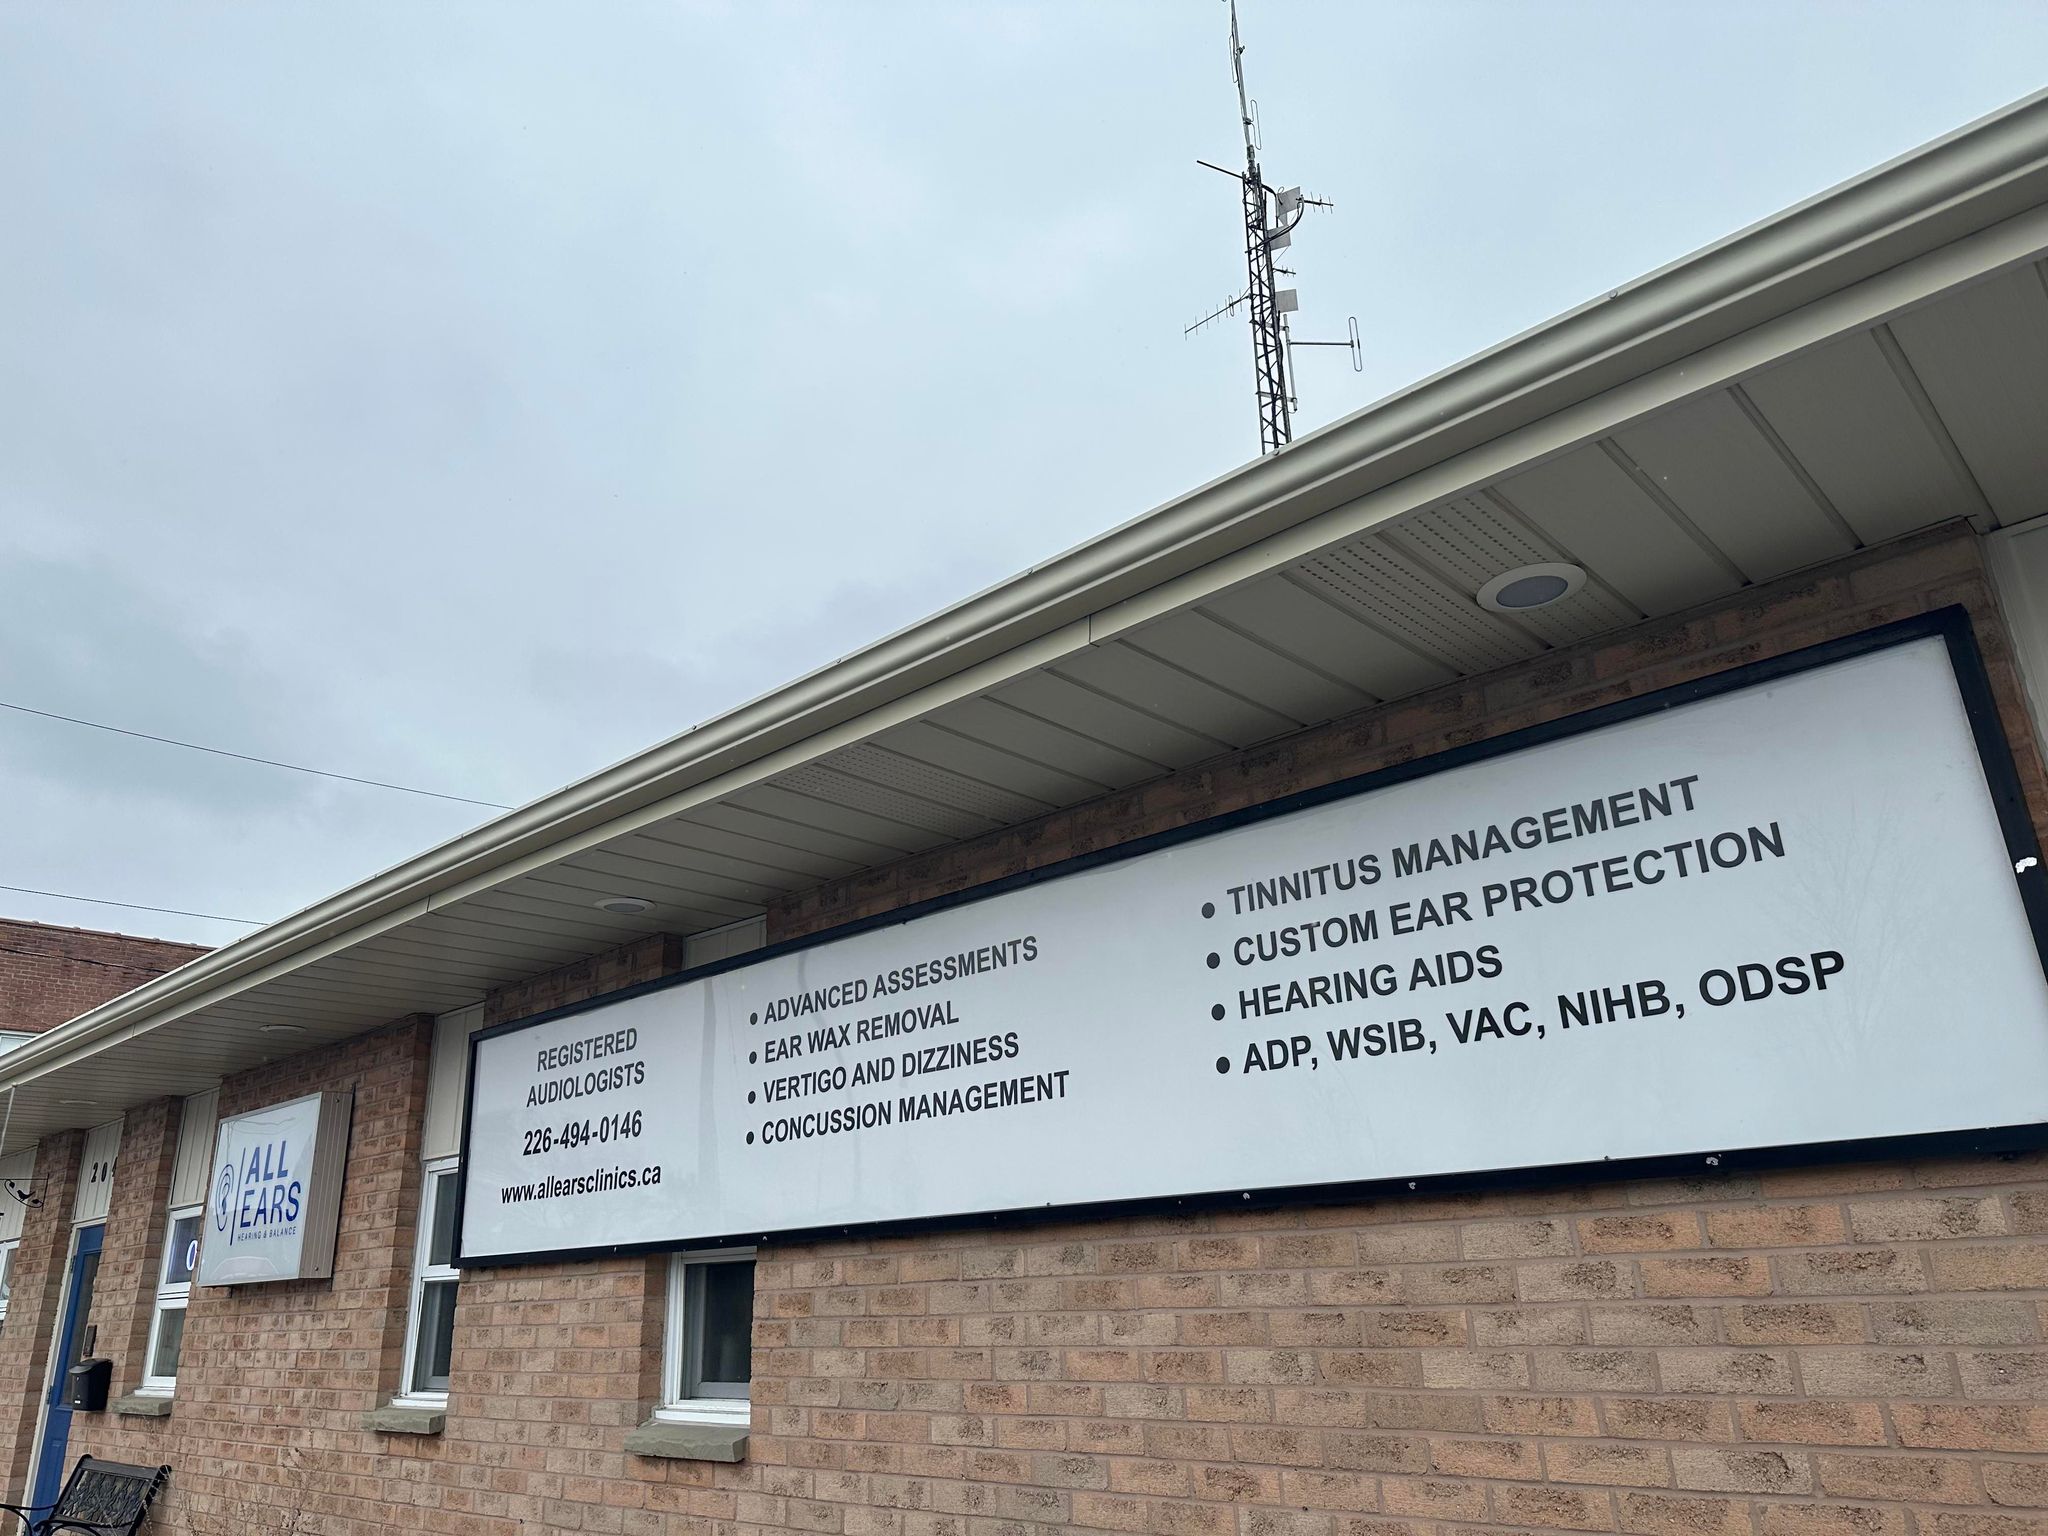 204
ALL
EARS
HEARING & BALANCE
REGISTERED
AUDIOLOGISTS
226-494-0146
www.allearsclinics.ca
• ADVANCED ASSESSMENTS
• EAR WAX REMOVAL
• VERTIGO AND DIZZINESS
• CONCUSSION MANAGEMENT
• TINNITUS MANAGEMENT
• CUSTOM EAR PROTECTION
• HEARING AIDS
• ADP, WSIB, VAC, NIHB, ODSP